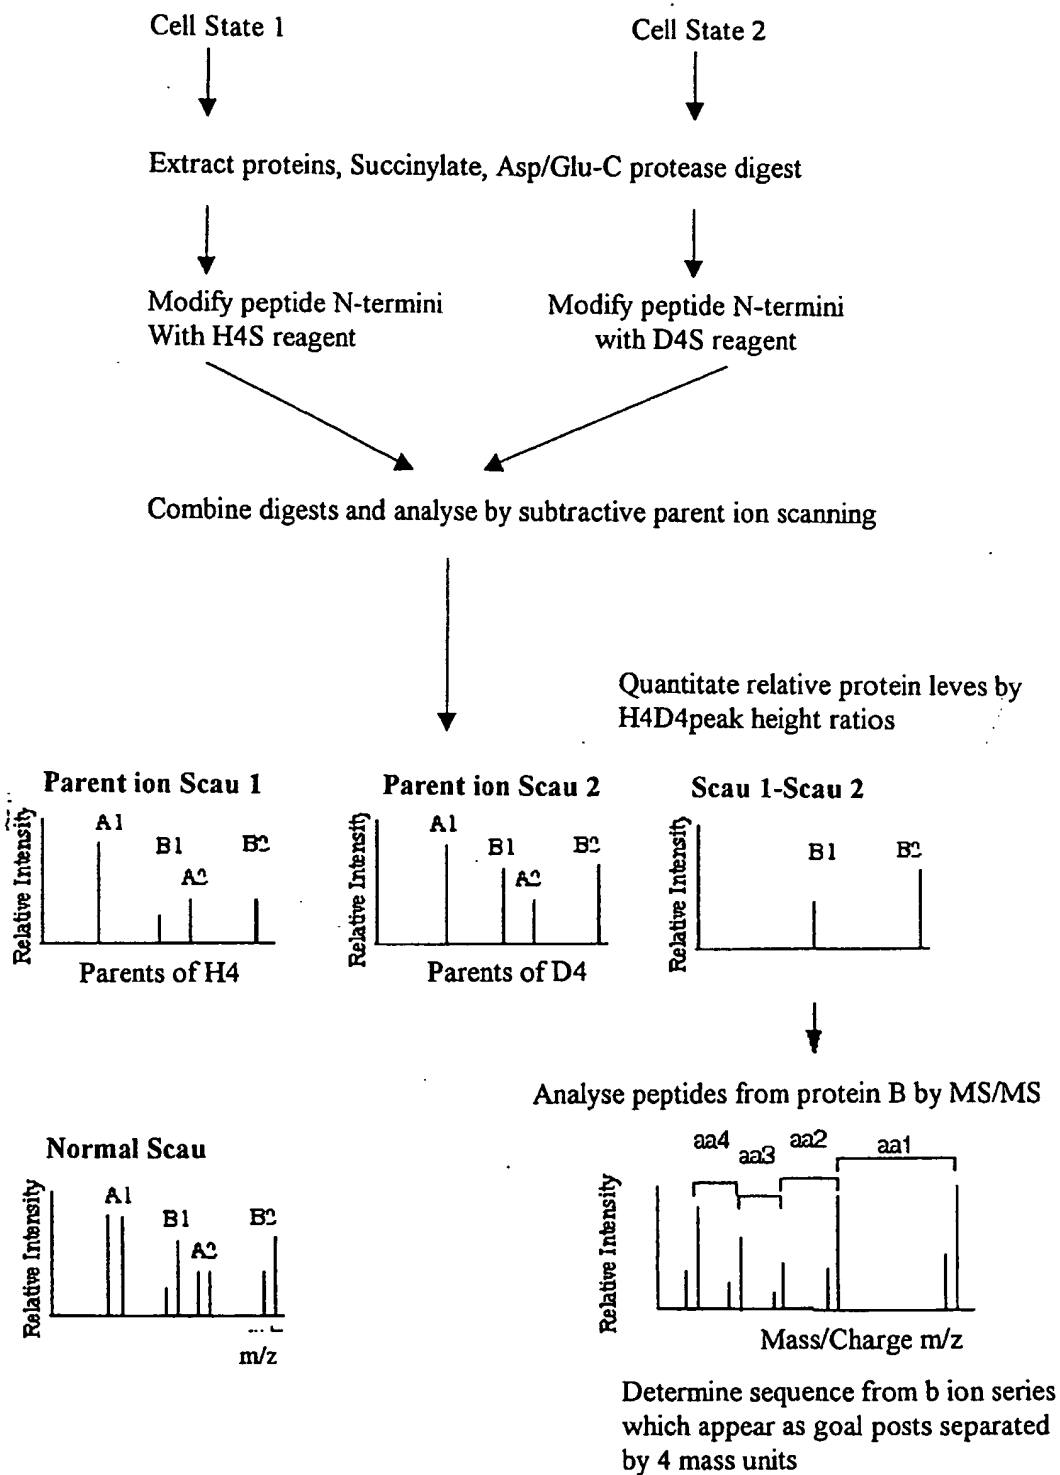 Cell State 1
Cell State 2
Extract proteins, Succinylate, Asp/Glu-C protease digest
Modify peptide N-termini
With H4S reagent
Modify peptide N-termini
with D4S reagent
Combine digests and analyse by subtractive parent ion scanning
Quantitate relative protein leves by
H4D4peak height ratios
Parent ion Scau 1
Relative Intensity
A1
B1
A2
B2
Parents of H4
Parent ion Scau 2
Relative Intensity
A1
B1
A2
B2
Parents of D4
Scau 1-Scau 2
Relative Intensity
B1
B2
Analyse peptides from protein B by MS/MS
Normal Scau
Relative Intensity
A1
B1
A2
B2
m/z
Relative Intensity
aa4
aa3
aa2
aa1
Mass/Charge m/z
Determine sequence from b ion series
which appear as goal posts separated
by 4 mass units